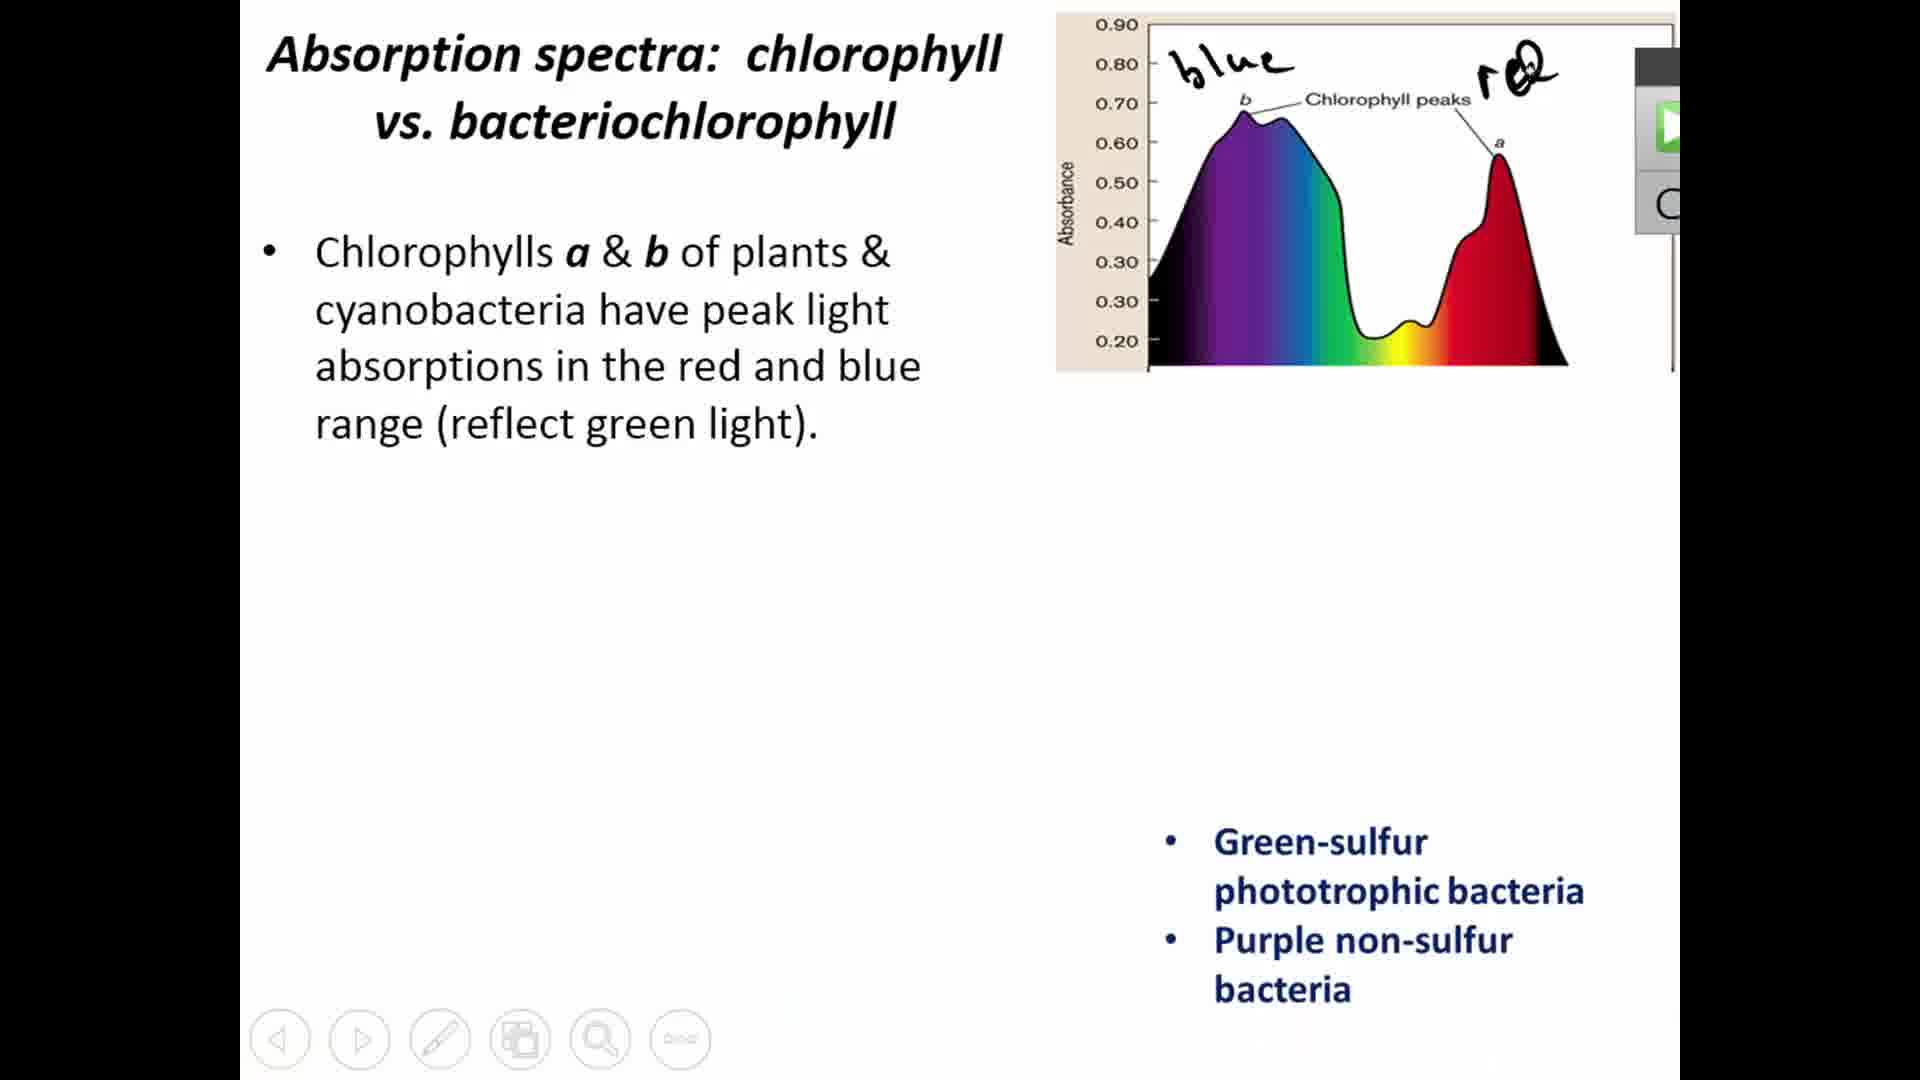 Absorption spectra: chlorophyll
vs. bacteriochlorophyll
• Chlorophylls a & b of plants &
cyanobacteria have peak light
absorptions in the red and blue
range (reflect green light).
0.90
0.80
0.70
0.60
0.50
0.40
0.30
0.30
0.20
Absorbance
blue
red
b
Chlorophyll peaks
a
• Green-sulfur
phototrophic bacteria
• Purple non-sulfur
bacteria